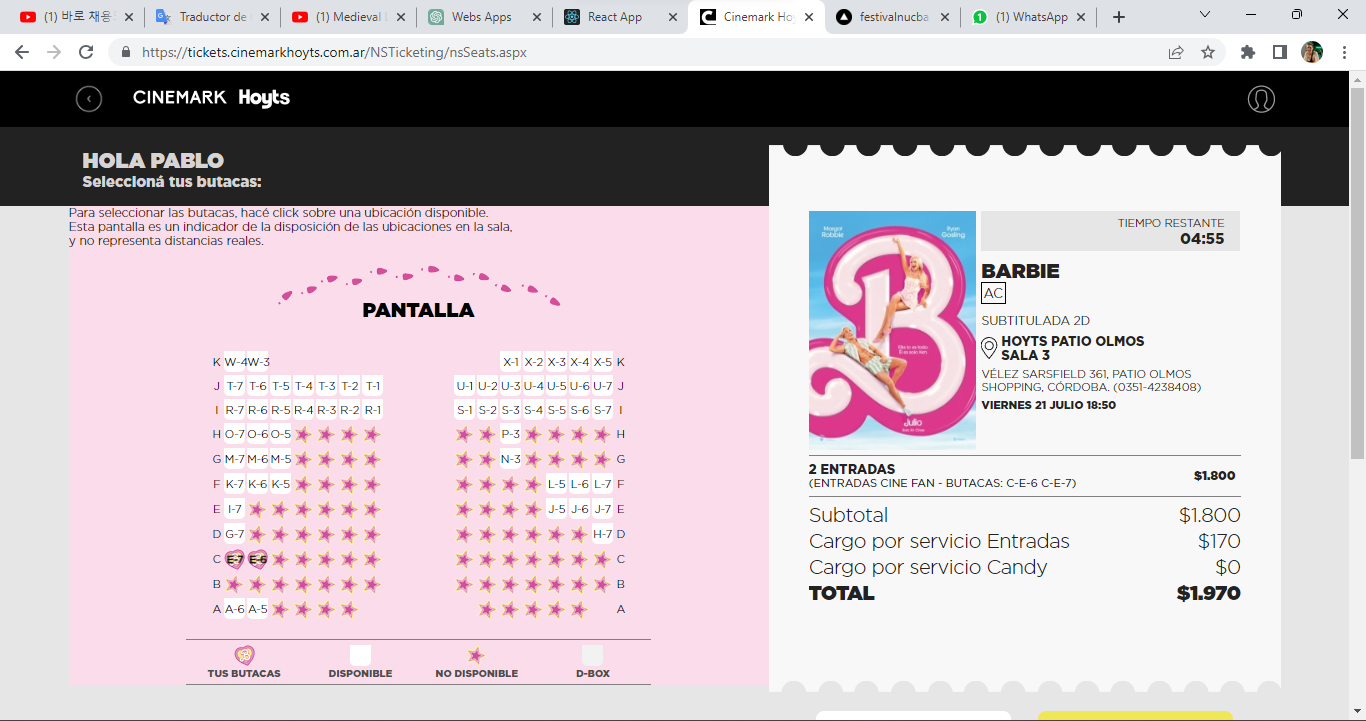 (1) 바로 채용
Traductor de
(1) Medieval
Webs Apps
React App
Cinemark Hoy
festivalnucba
(1) WhatsApp
https://tickets.cinemarkhoyts.com.ar/NSTicketing/nsSeats.aspx
CINEMARK Hoyts
HOLA PABLO
Seleccioná tus butacas:
Para seleccionar las butacas, hacé click sobre una ubicación disponible.
Esta pantalla es un indicador de la disposición de las ubicaciones en la sala,
y no representa distancias reales.
PANTALLA
K W-4 W-3 X-1 X-2 X-3 X-4 X-5 K
J T-7 T-6 T-5 T-4 T-3 T-2 T-1 U-1 U-2 U-3 U-4 U-5 U-6 U-7 J
I R-7 R-6 R-5 R-4 R-3 R-2 R-1 S-1 S-2 S-3 S-4 S-5 S-6 S-7 I
H O-7 O-6 O-5 P-3 H
G M-7 M-6 M-5 N-3 G
F K-7 K-6 K-5 L-5 L-6 L-7 F
E I-7 J-5 J-6 J-7 E
D G-7 H-7 D
C E-7 E-6 C
B B
A A-6 A-5 A
TUS BUTACAS
DISPONIBLE
NO DISPONIBLE
D-BOX
Margot Robbie
Ryan Gosling
Julio
TIEMPO RESTANTE
04:55
BARBIE
AC
SUBTITULADA 2D
HOYTS PATIO OLMOS
SALA 3
VÉLEZ SARSFIELD 361, PATIO OLMOS
SHOPPING, CÓRDOBA. (0351-4238408)
VIERNES 21 JULIO 18:50
2 ENTRADAS
(ENTRADAS CINE FAN - BUTACAS: C-E-6 C-E-7)
$1.800
Subtotal $1.800
Cargo por servicio Entradas $170
Cargo por servicio Candy $0
TOTAL $1.970